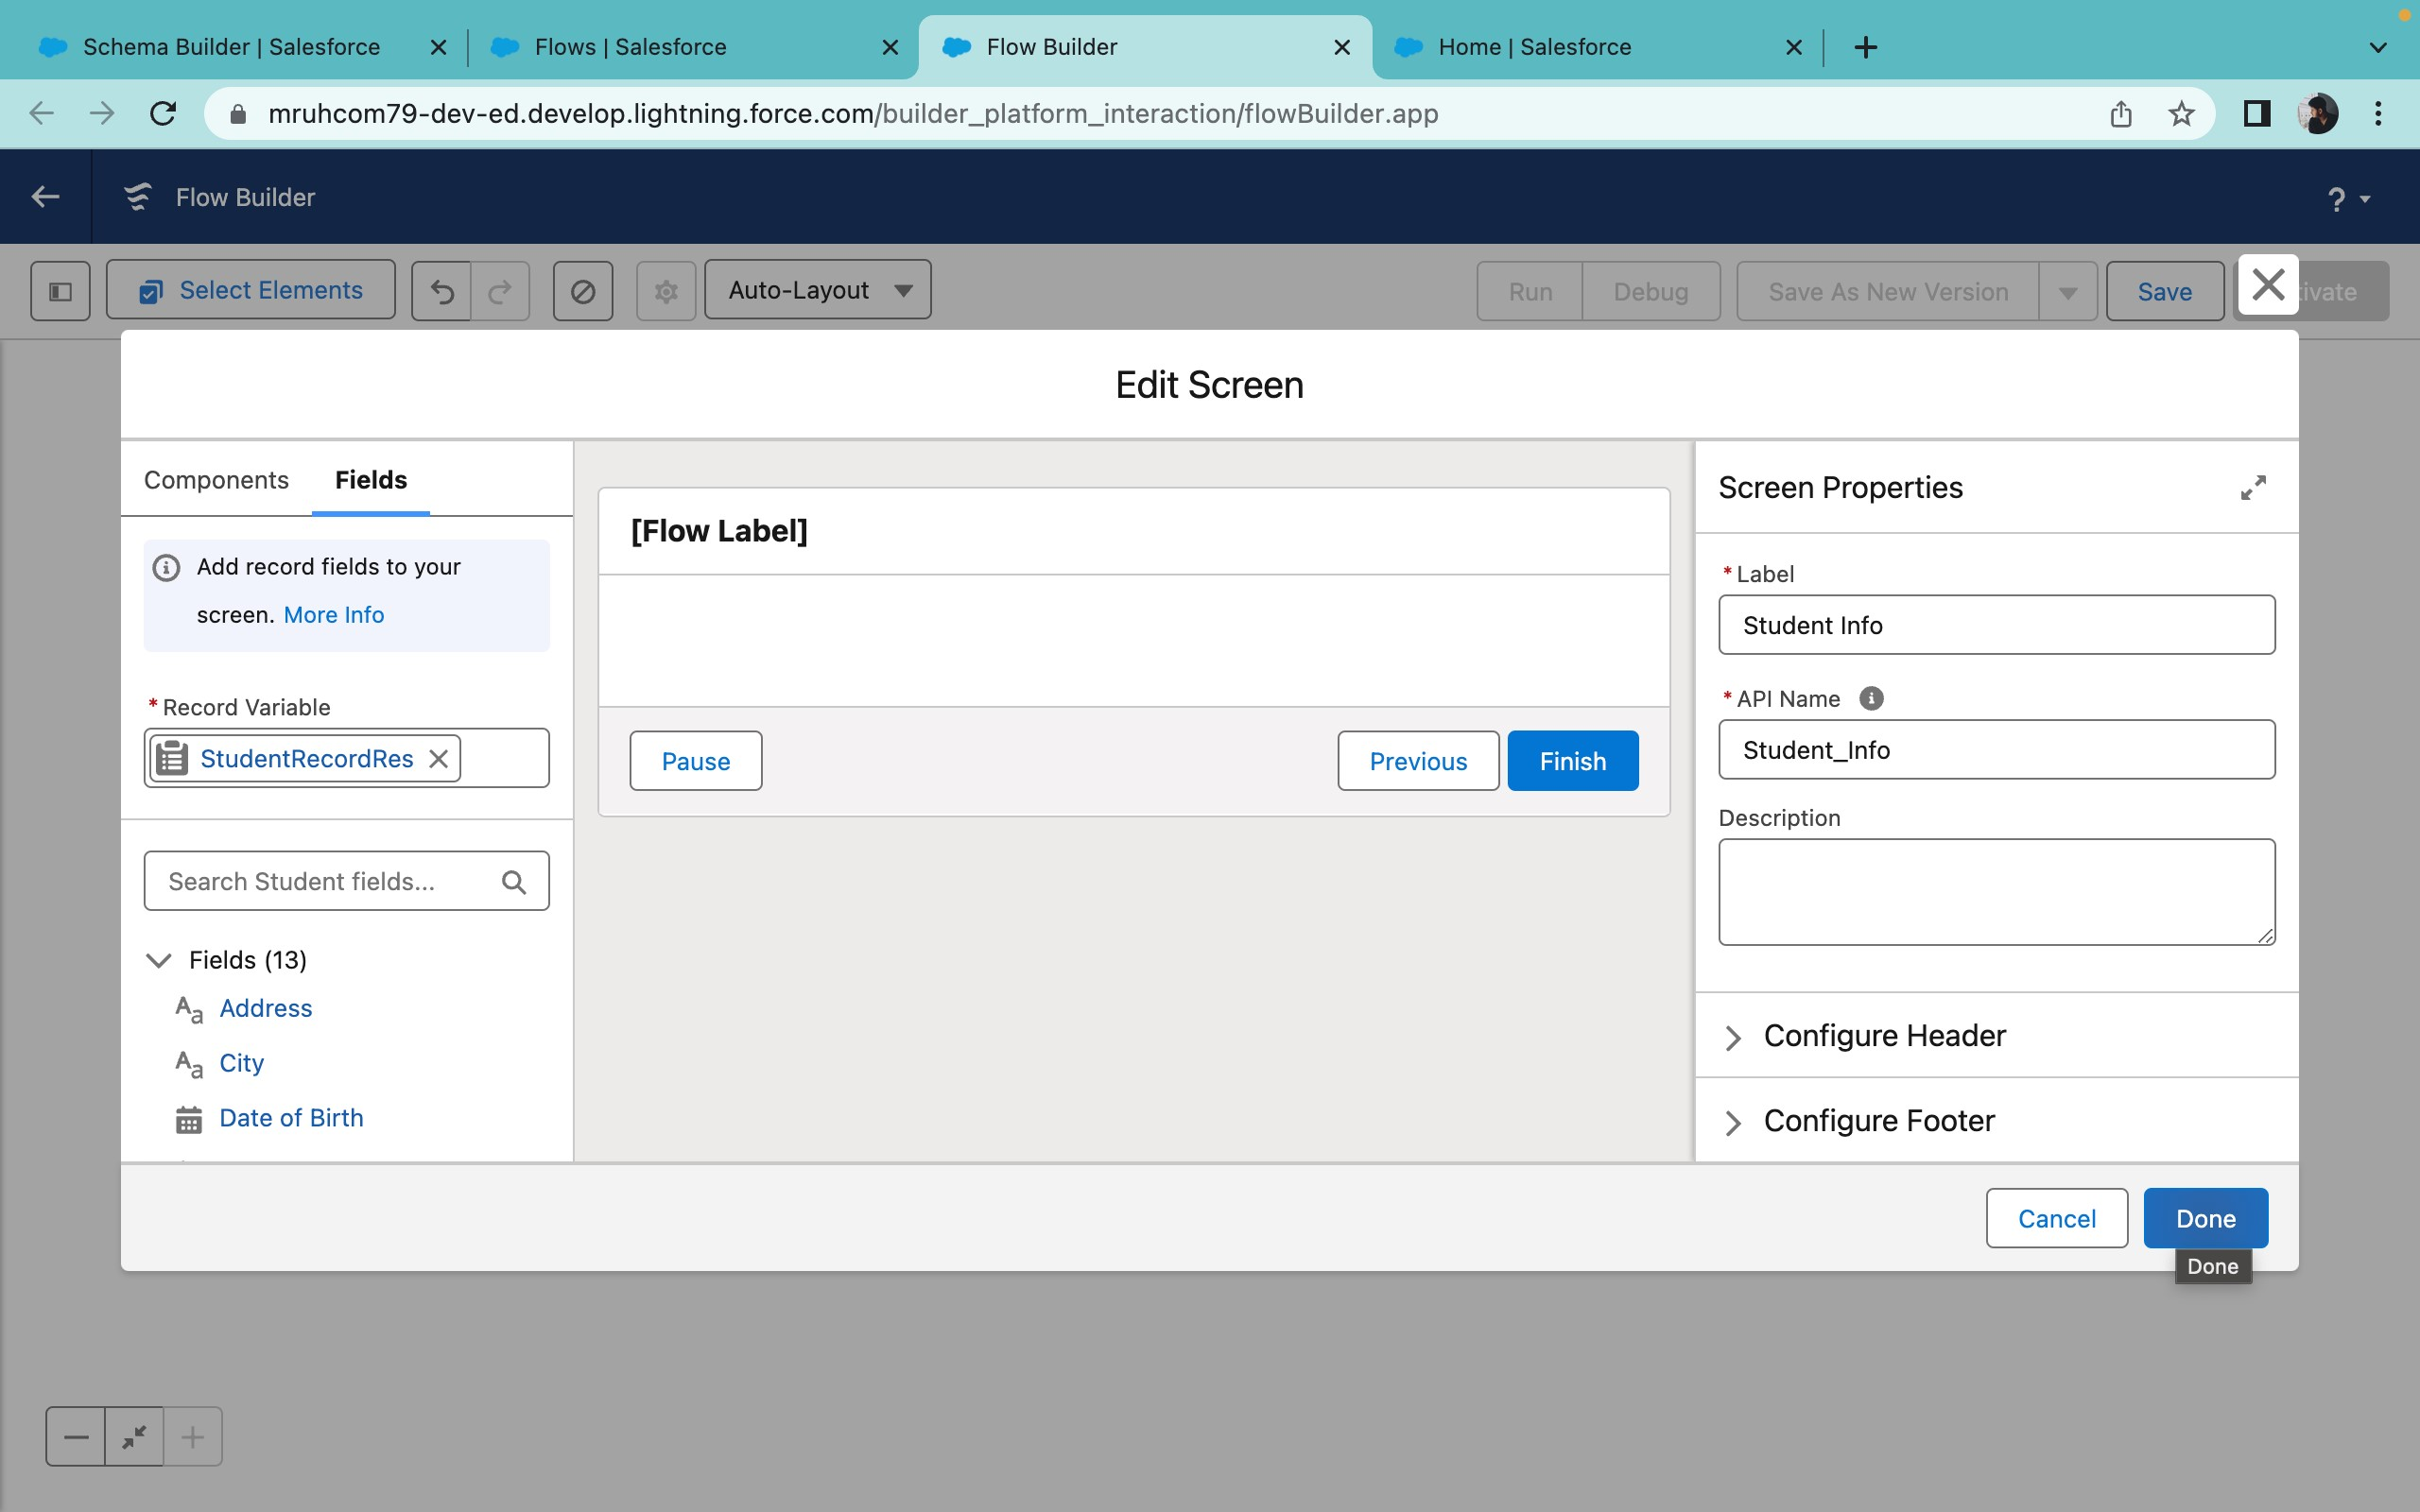 Schema Builder | Salesforce
Flows | Salesforce
Flow Builder
Home | Salesforce
mruhcom79-dev-ed.develop.lightning.force.com/builder_platform_interaction/flowBuilder.app
Flow Builder
?
Select Elements
Auto-Layout
Run
Debug
Save As New Version
Save
ivate
Edit Screen
Components
Fields
Add record fields to your
screen. More Info
* Record Variable
StudentRecordRes
Search Student fields...
Fields (13)
Aa Address
Aa City
Date of Birth
[Flow Label]
Pause
Previous
Finish
Screen Properties
* Label
Student Info
* API Name
Student_Info
Description
Configure Header
Configure Footer
Cancel
Done
Done